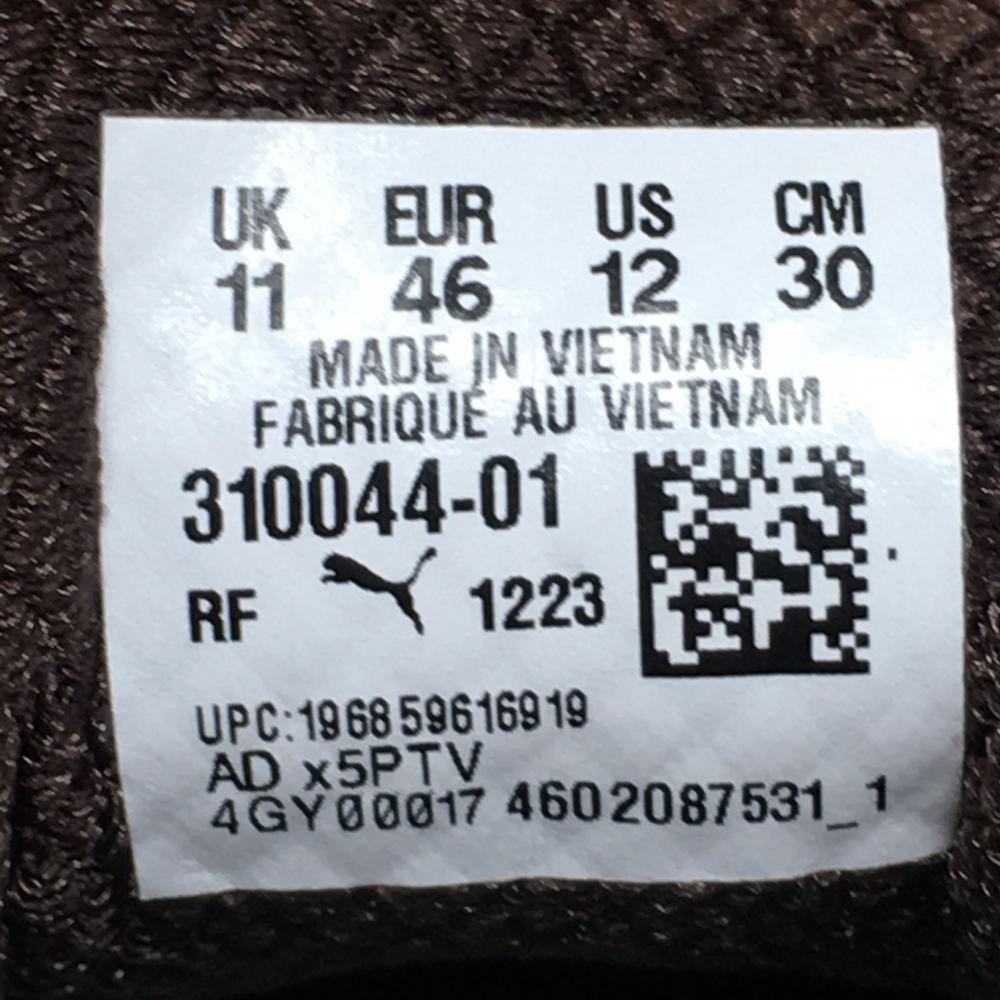 UK EUR US CM
11 46 12 30
MADE IN VIETNAM
FABRIQUÉ AU VIETNAM
310044-01
RF 1223
UPC:196859616919
AD x5PTV
4GY00017 4602087531_1